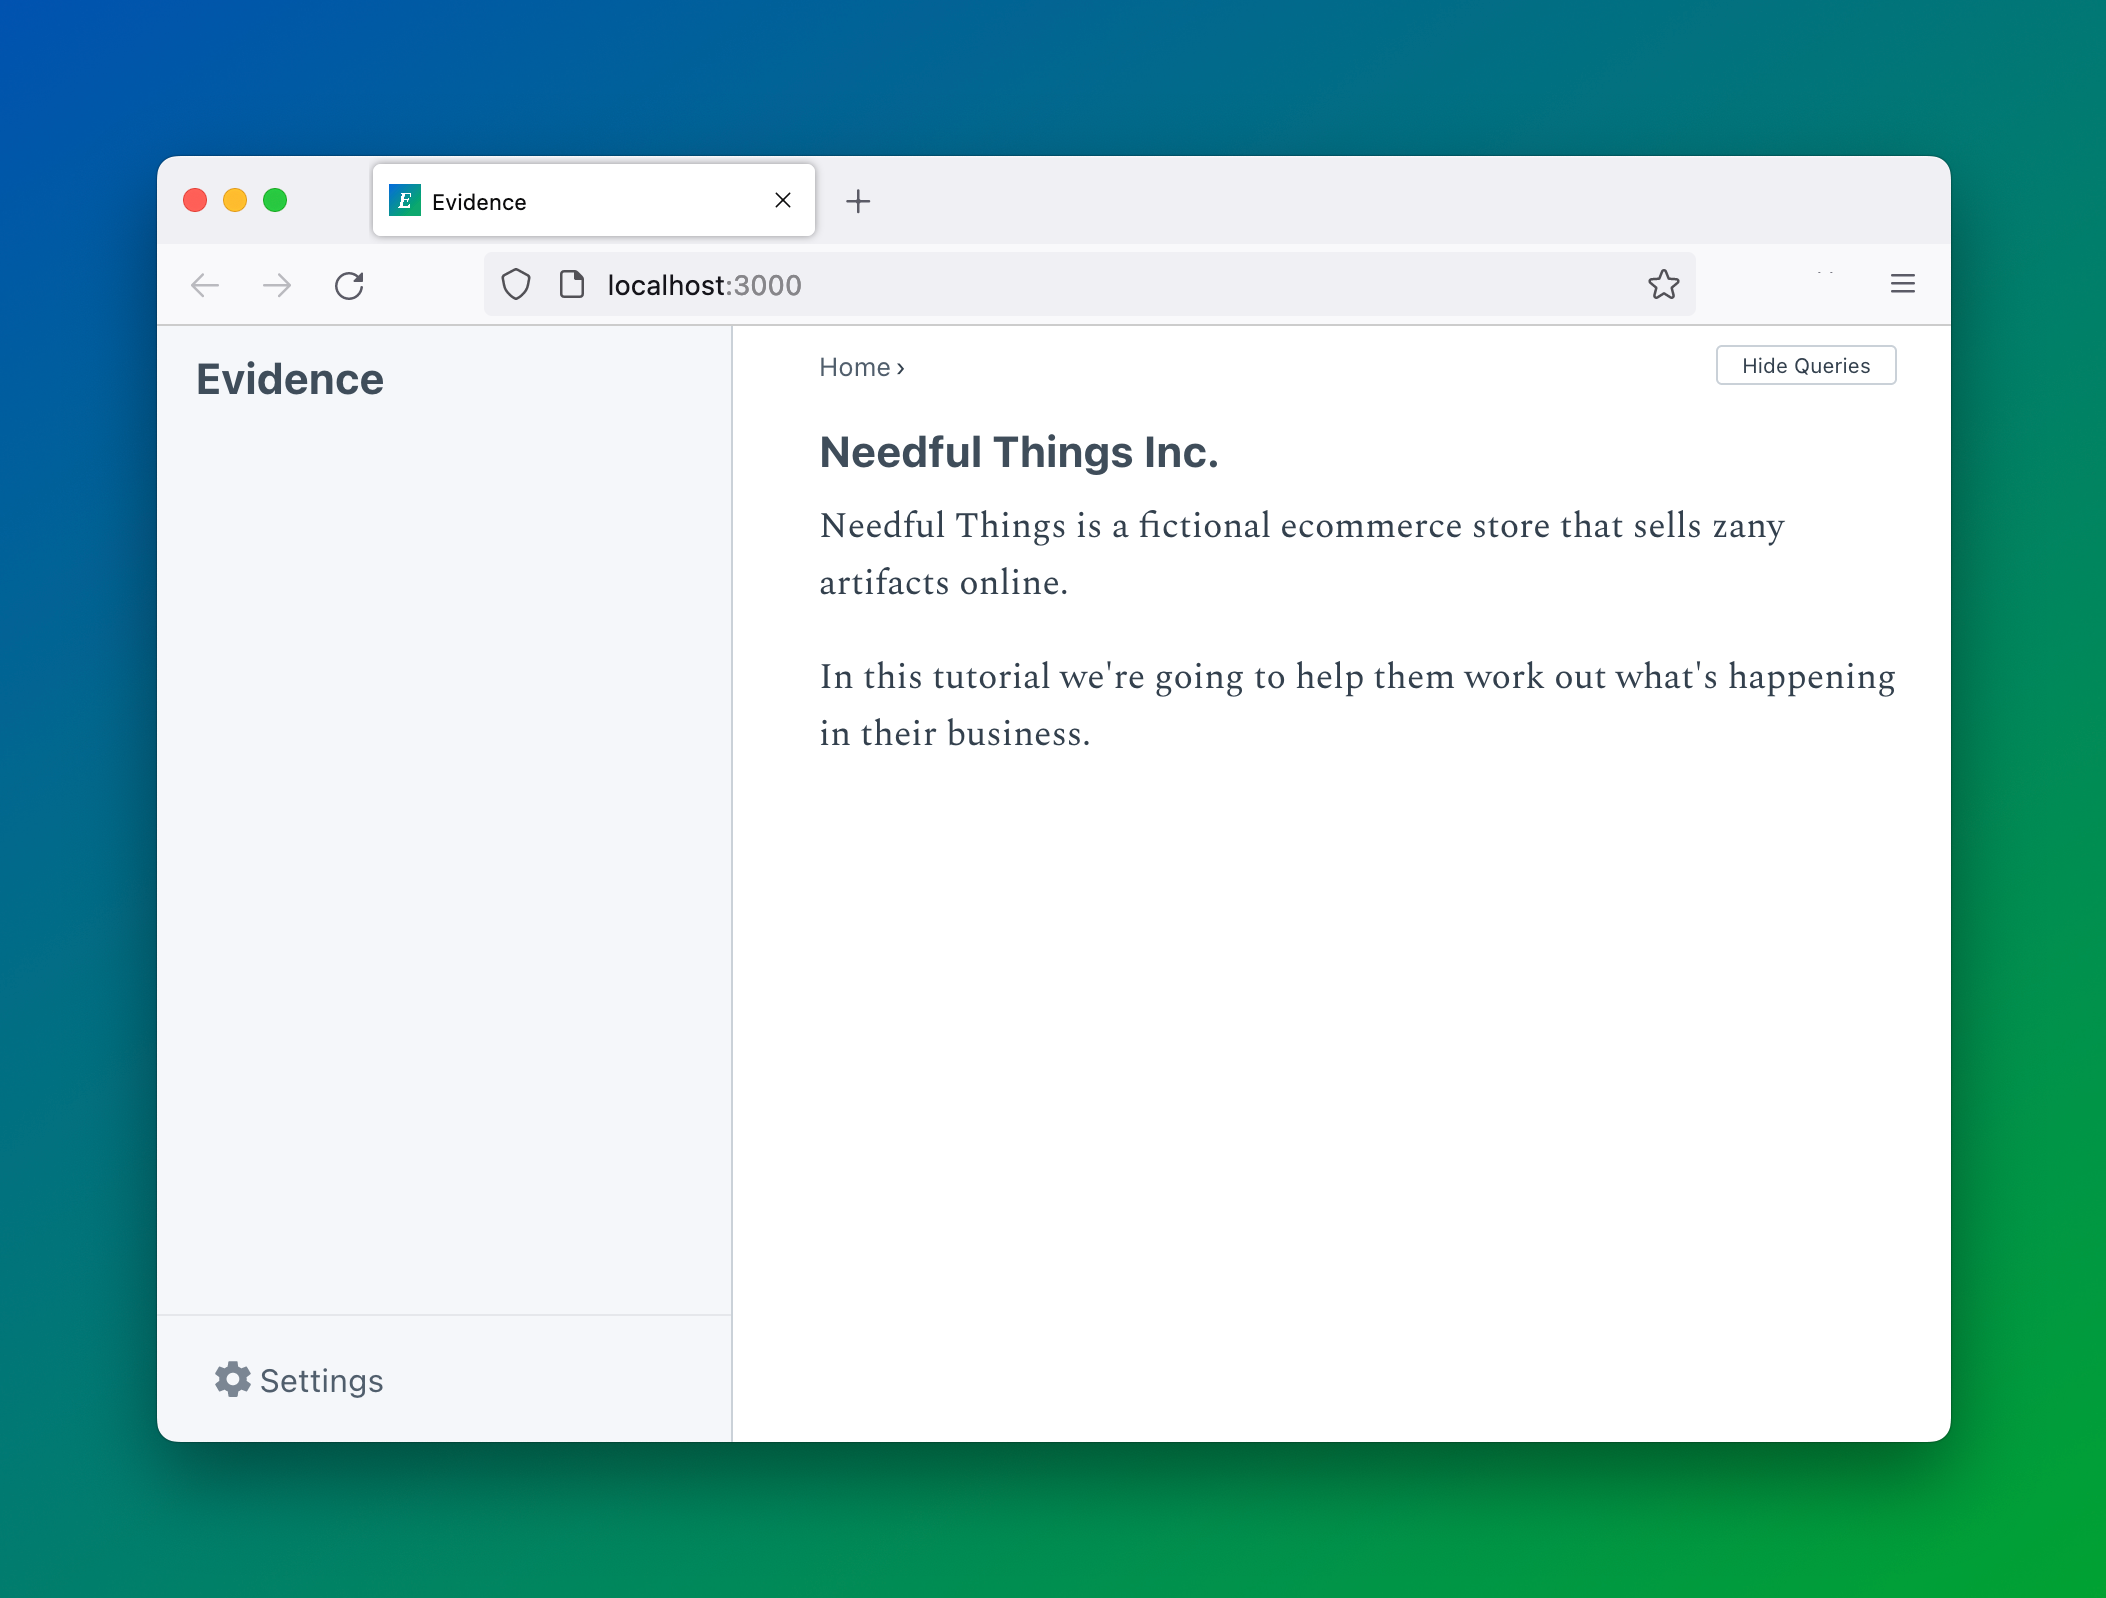 E Evidence
localhost:3000
Evidence
Home ›
Hide Queries
Needful Things Inc.
Needful Things is a fictional ecommerce store that sells zany
artifacts online.
In this tutorial we're going to help them work out what's happening
in their business.
Settings